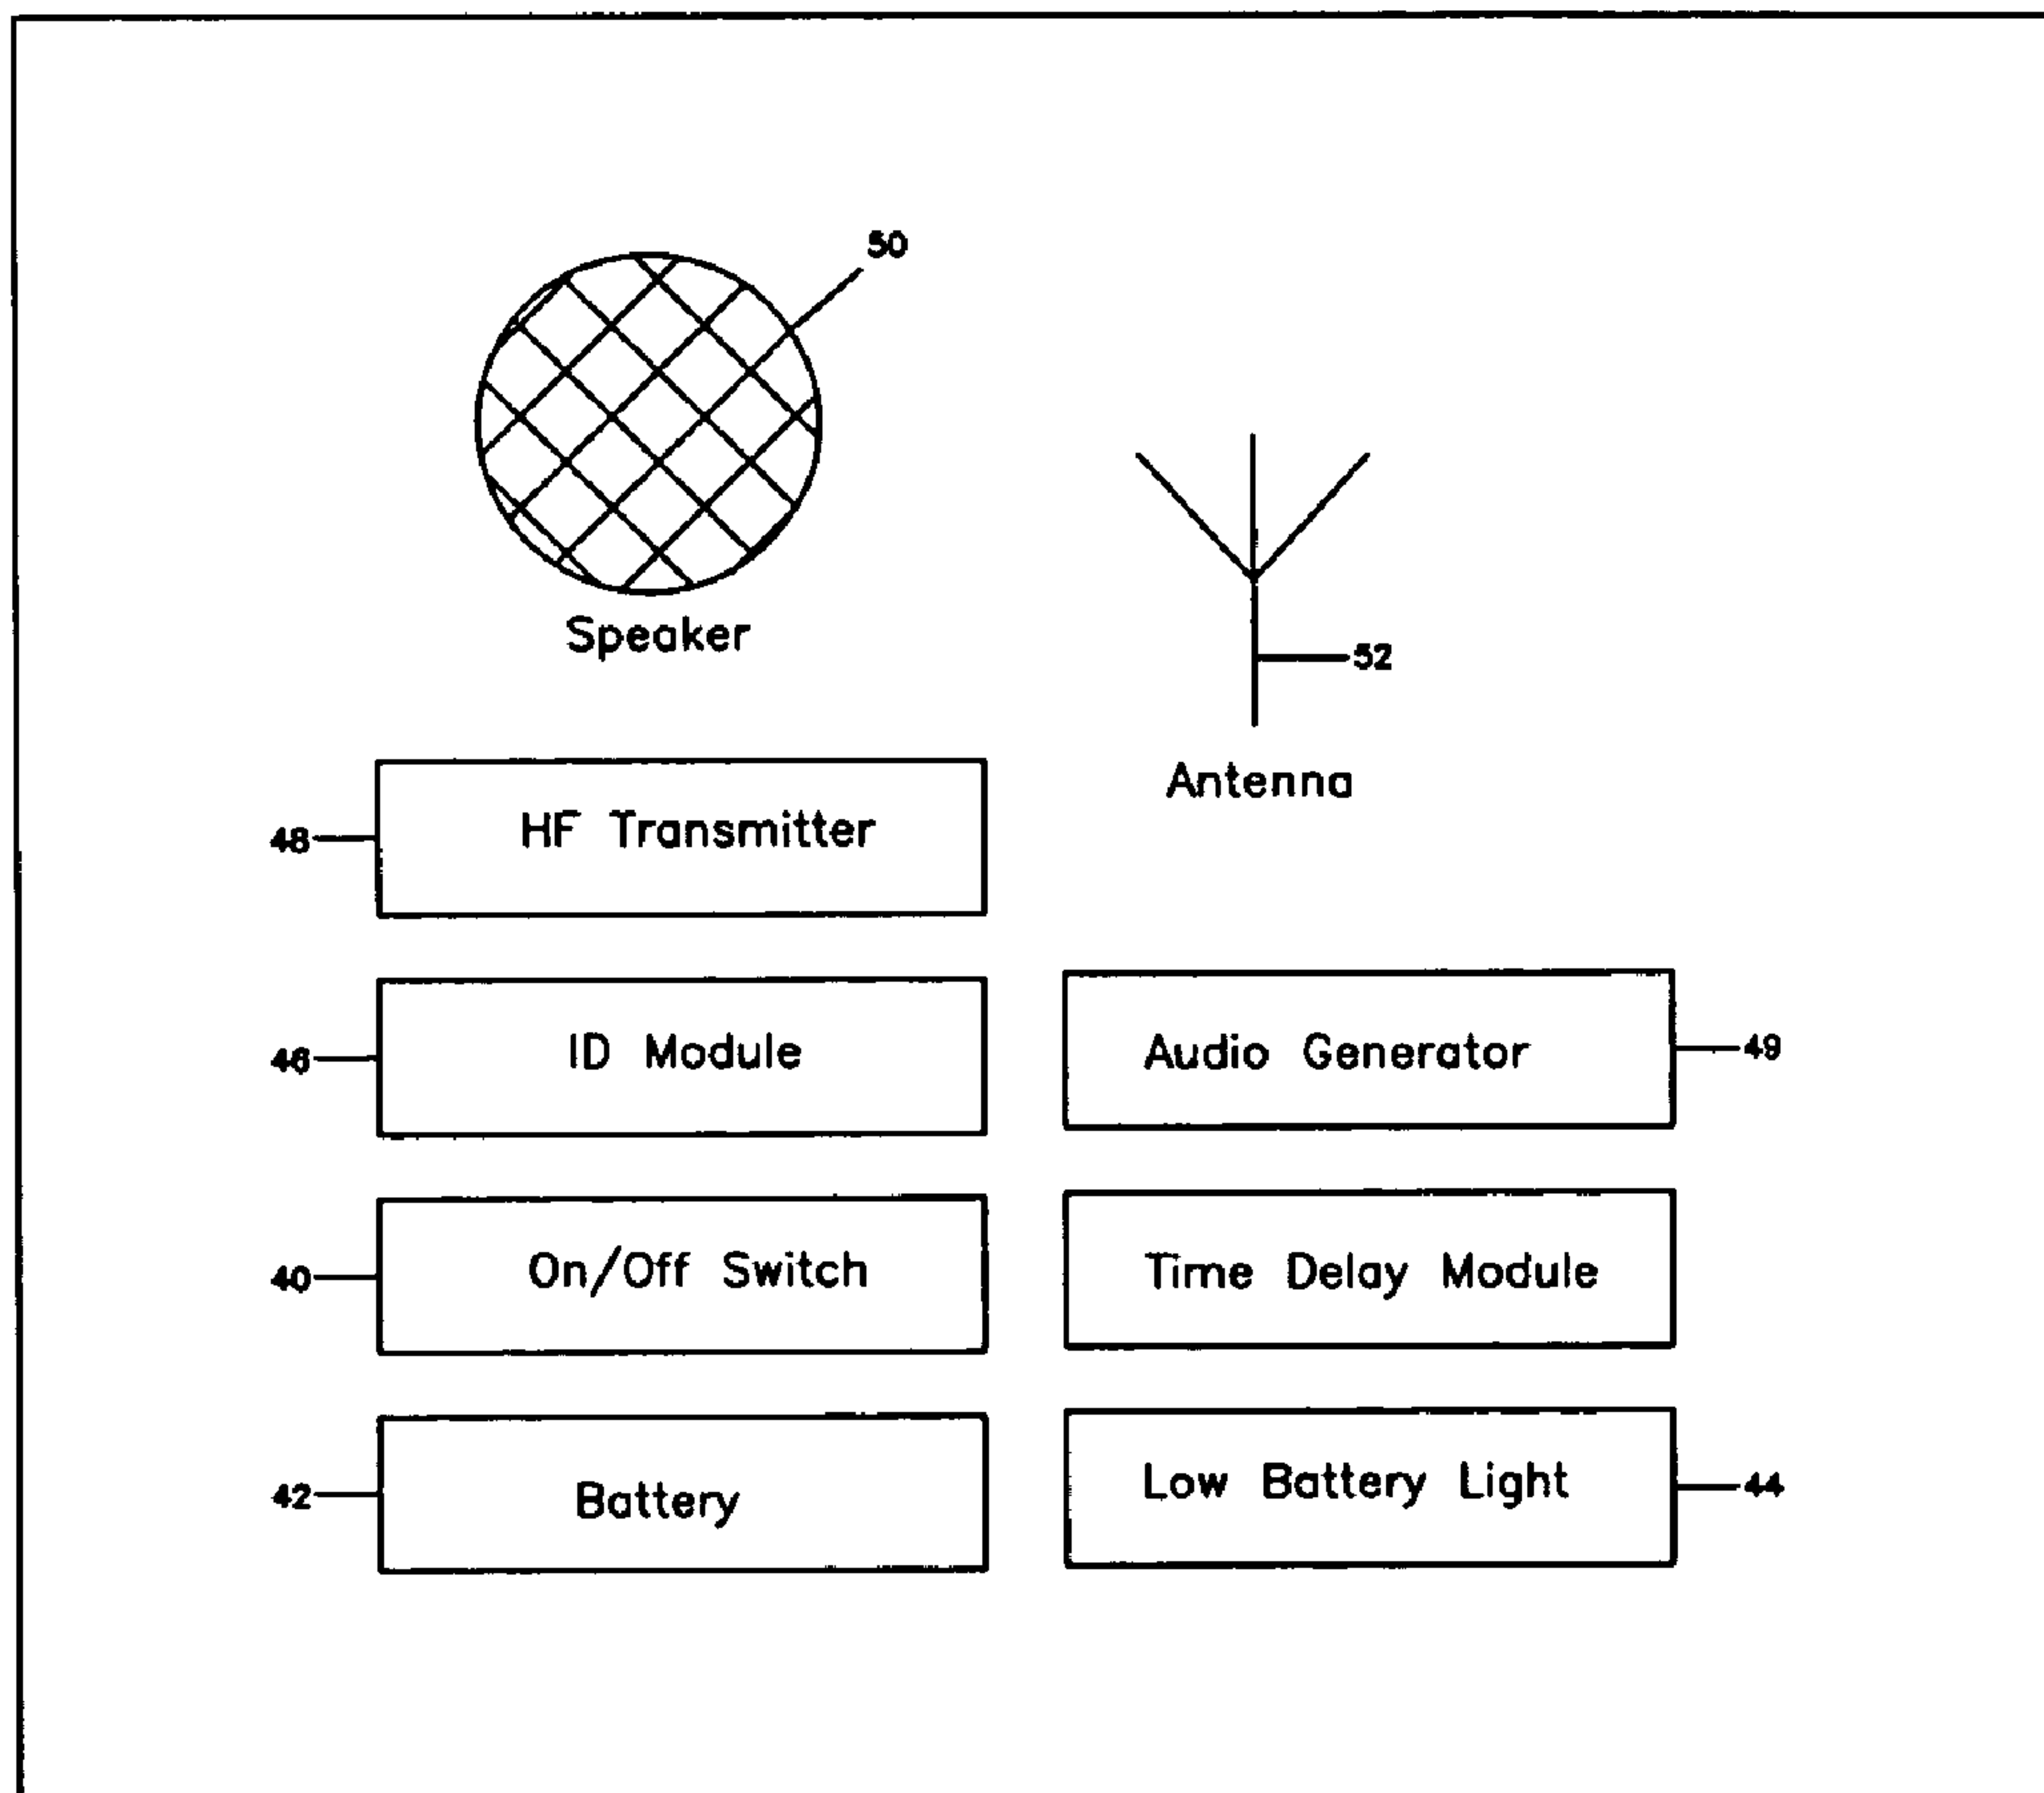 50
Speaker
52
Antenna
48 HF Transmitter
46 ID Module
Audio Generator 49
40 On/Off Switch
Time Delay Module
42 Battery
Low Battery Light 44